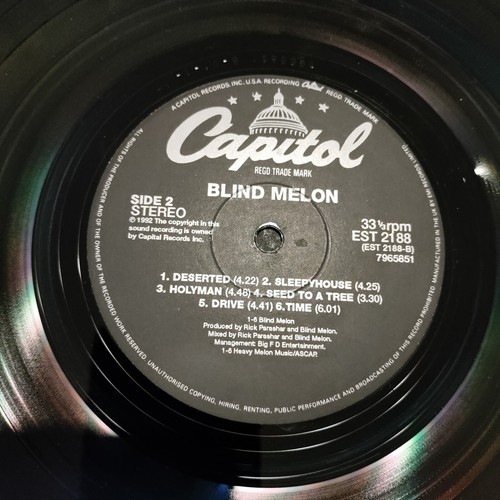 A CAPITOL RECORDS INC. U.S.A. RECORDING Capitol REGD TRADE MARK
Capitol
REGD TRADE MARK
BLIND MELON
SIDE 2
STEREO
℗ 1992 The copyright in this
sound recording is owned
by Capitol Records Inc.
33⅓rpm
EST 2188
(EST 2188-B)
7965851
1. DESERTED (4.22) 2. SLEEPYHOUSE (4.25)
3. HOLYMAN (4.46) 4. SEED TO A TREE (3.30)
5. DRIVE (4.41) 6.TIME (6.01)
1-6 Blind Melon
Produced by Rick Parashar and Blind Melon.
Mixed by Rick Parashar and Blind Melon.
Management: Big F D Entertainment.
1-6 Heavy Melon Music/ASCAP.
ALL RIGHTS OF THE PRODUCER AND OF THE OWNER OF THE RECORDED WORK RESERVED. UNAUTHORISED COPYING, HIRING, RENTING, PUBLIC PERFORMANCE AND BROADCASTING OF THIS RECORD PROHIBITED. MANUFACTURED IN THE